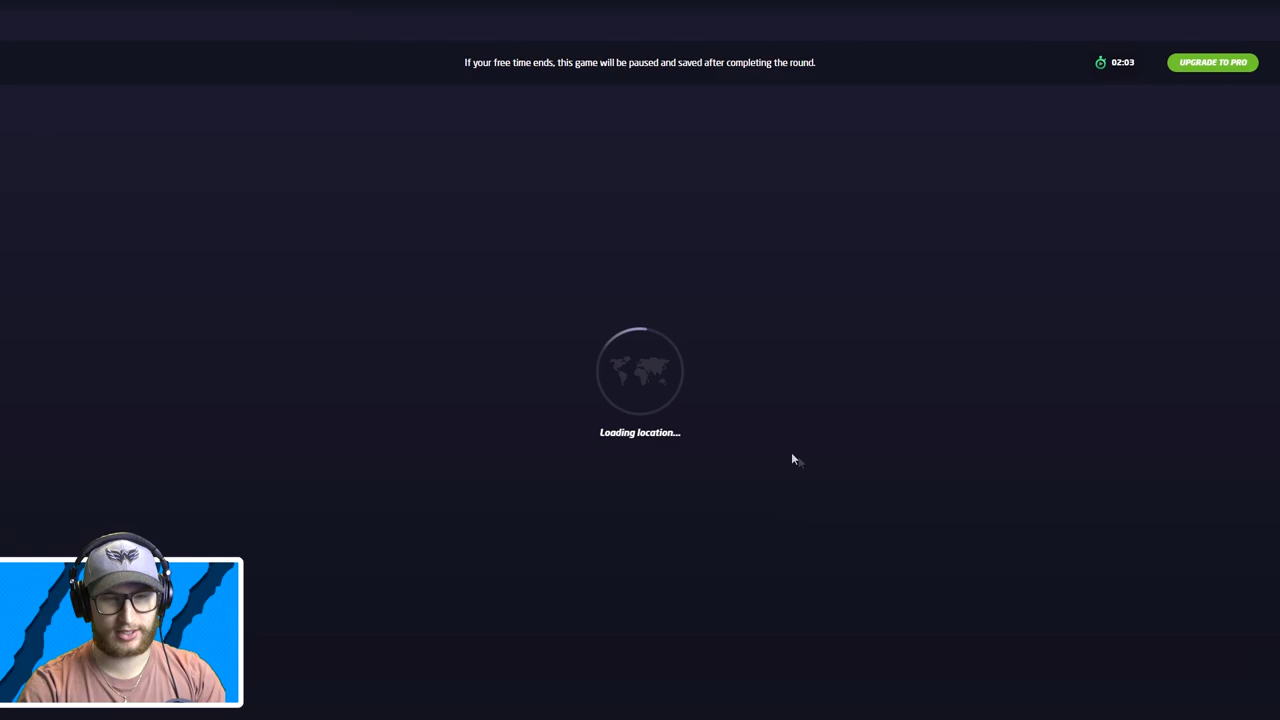 If your free time ends, this game will be paused and saved after completing the round.
02:03
UPGRADE TO PRO
Loading location...